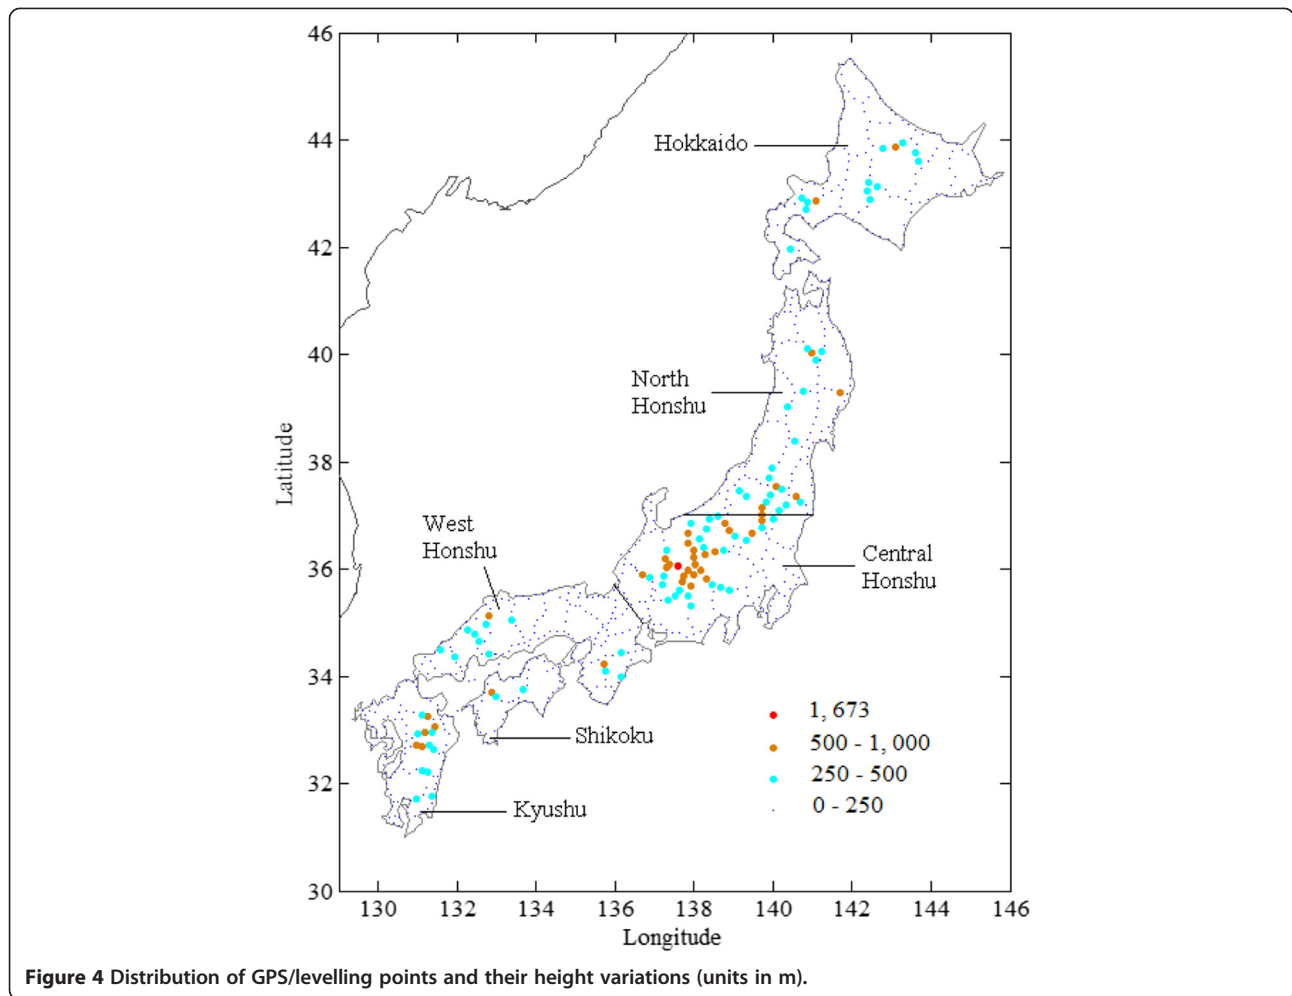 46
44
42
40
38
36
34
32
30
Latitude
Hokkaido
North
Honshu
West
Honshu
Central
Honshu
Shikoku
Kyushu
1, 673
500 - 1, 000
250 - 500
0 - 250
130 132 134 136 138 140 142 144 146
Longitude
Figure 4 Distribution of GPS/levelling points and their height variations (units in m).